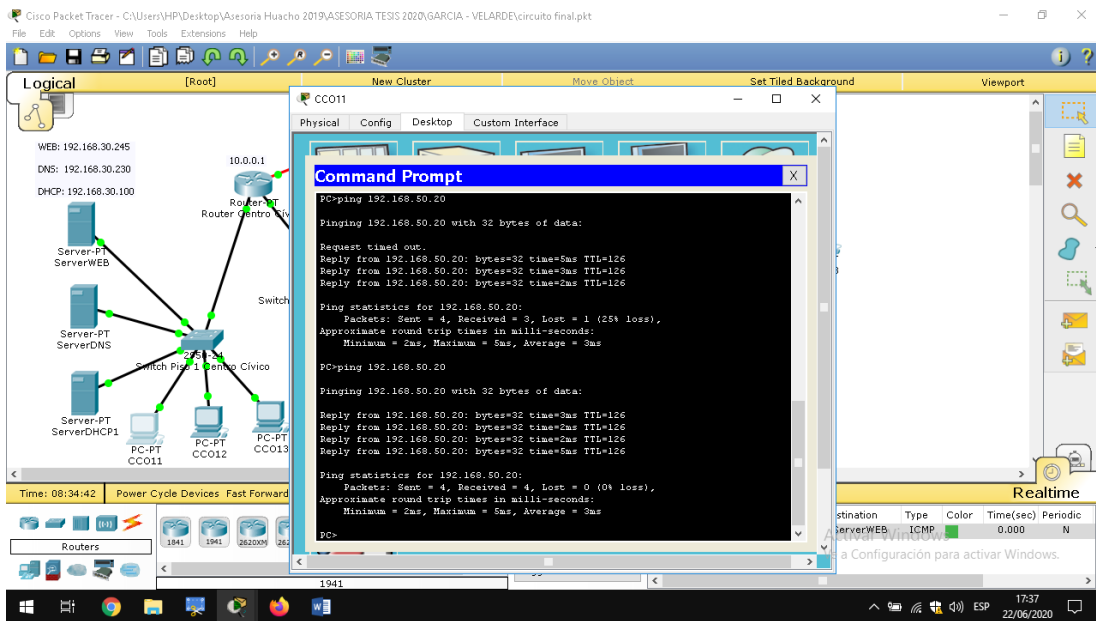 Cisco Packet Tracer - C:\Users\HP\Desktop\Asesoria Huacho 2019\ASESORIA TESIS 2020\GARCIA - VELARDE\circuito final.pkt
File Edit Options View Tools Extensions Help
Logical [Root] New Cluster Move Object Set Tiled Background Viewport
WEB: 192.168.30.245
DNS: 192.168.30.230
DHCP: 192.168.30.100
10.0.0.1
Router-PT
Router Centro Cív
Server-PT
ServerWEB
Switch
Server-PT
ServerDNS
2950-24
Switch Piso 1 Centro Cívico
Server-PT
ServerDHCP1
PC-PT
CCO11
PC-PT
CCO12
PC-PT
CCO13
CCO11
Physical Config Desktop Custom Interface
Command Prompt X
PC>ping 192.168.50.20
Pinging 192.168.50.20 with 32 bytes of data:
Request timed out.
Reply from 192.168.50.20: bytes=32 time=5ms TTL=126
Reply from 192.168.50.20: bytes=32 time=3ms TTL=126
Reply from 192.168.50.20: bytes=32 time=2ms TTL=126
Ping statistics for 192.168.50.20:
Packets: Sent = 4, Received = 3, Lost = 1 (25% loss),
Approximate round trip times in milli-seconds:
Minimum = 2ms, Maximum = 5ms, Average = 3ms
PC>ping 192.168.50.20
Pinging 192.168.50.20 with 32 bytes of data:
Reply from 192.168.50.20: bytes=32 time=3ms TTL=126
Reply from 192.168.50.20: bytes=32 time=2ms TTL=126
Reply from 192.168.50.20: bytes=32 time=2ms TTL=126
Reply from 192.168.50.20: bytes=32 time=5ms TTL=126
Ping statistics for 192.168.50.20:
Packets: Sent = 4, Received = 4, Lost = 0 (0% loss),
Approximate round trip times in milli-seconds:
Minimum = 2ms, Maximum = 5ms, Average = 3ms
PC>
Time: 08:34:42 Power Cycle Devices Fast Forward
Realtime
Routers
1841 1941 2620XM 262
1941
stination Type Color Time(sec) Periodic
ServerWEB ICMP 0.000 N
Activar Windows
a Configuración para activar Windows.
ESP
17:37
22/06/2020